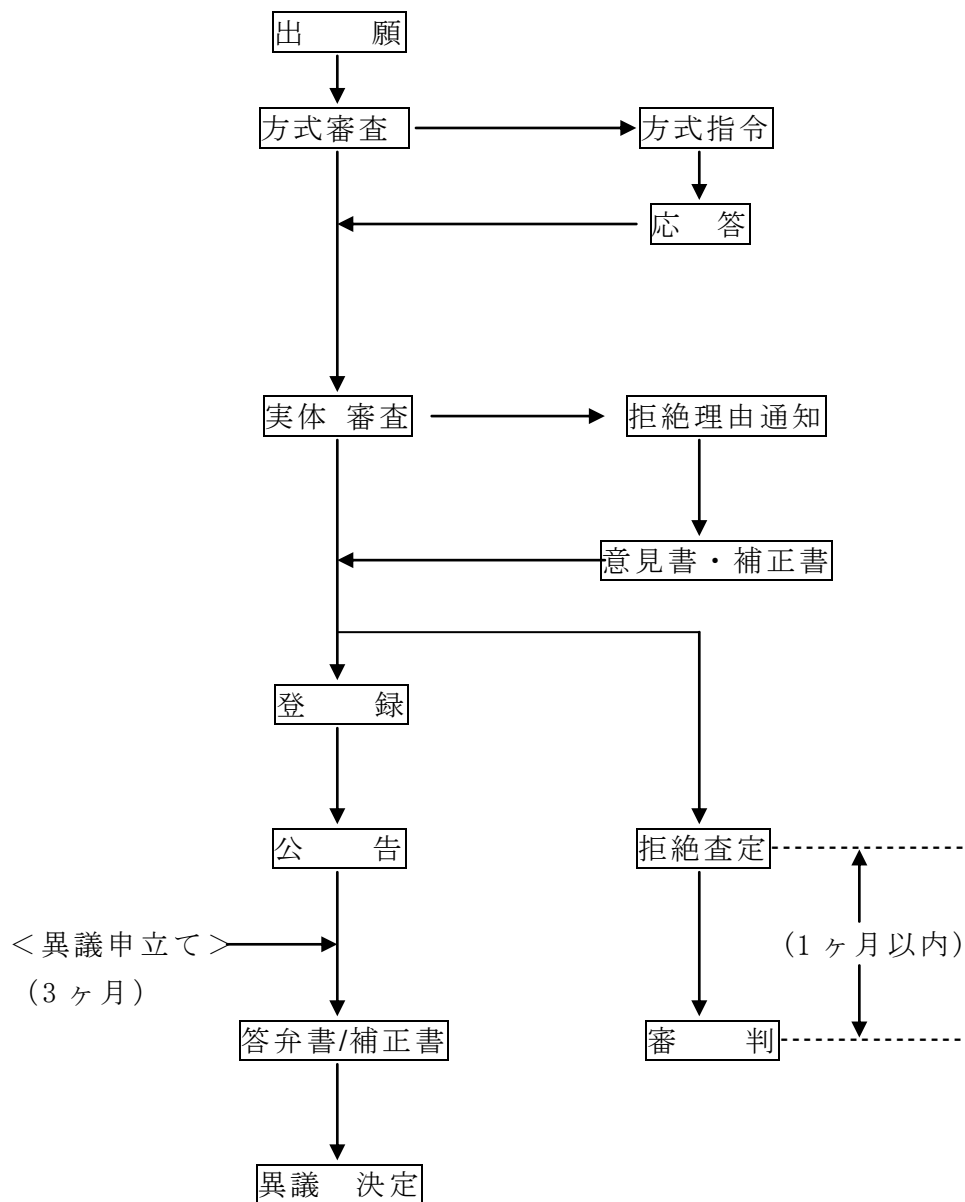 出　願
方式審査
方式指令
応　答
実体 審査
拒絶理由通知
意見書・補正書
登　録
公　告
拒絶査定
＜異議申立て＞
(3 ヶ月)
(1 ヶ月以内)
答弁書/補正書
審　判
異議　決定